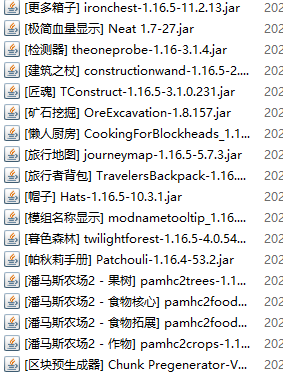 [更多箱子] ironchest-1.16.5-11.2.13.jar 202
[极简血量显示] Neat 1.7-27.jar 202
[检测器] theoneprobe-1.16-3.1.4.jar 202
[建筑之杖] constructionwand-1.16.5-2.... 202
[匠魂] TConstruct-1.16.5-3.1.0.231.jar 202
[矿石挖掘] OreExcavation-1.8.157.jar 202
[懒人厨房] CookingForBlockheads_1.1... 202
[旅行地图] journeymap-1.16.5-5.7.3.jar 202
[旅行者背包] TravelersBackpack-1.16.... 202
[帽子] Hats-1.16.5-10.3.1.jar 202
[模组名称显示] modnametooltip_1.16.... 202
[暮色森林] twilightforest-1.16.5-4.0.54... 202
[帕秋莉手册] Patchouli-1.16.4-53.2.jar 202
[潘马斯农场2 - 果树] pamhc2trees-1.1... 202
[潘马斯农场2 - 食物核心] pamhc2food... 202
[潘马斯农场2 - 食物拓展] pamhc2food... 202
[潘马斯农场2 - 作物] pamhc2crops-1.1... 202
[区块预生成器] Chunk Pregenerator-V... 202